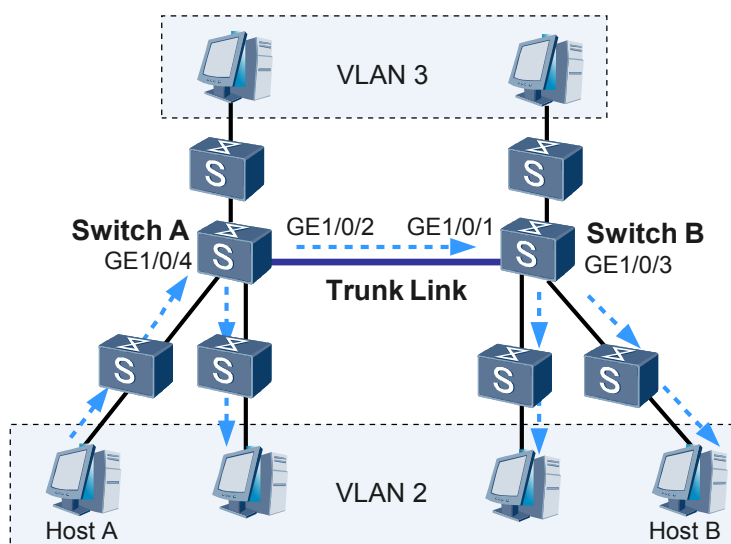 VLAN 3
S
S
Switch A
GE1/0/2
GE1/0/1
Switch B
GE1/0/4
S
S
GE1/0/3
Trunk Link
S
S
S
S
VLAN 2
Host A
Host B